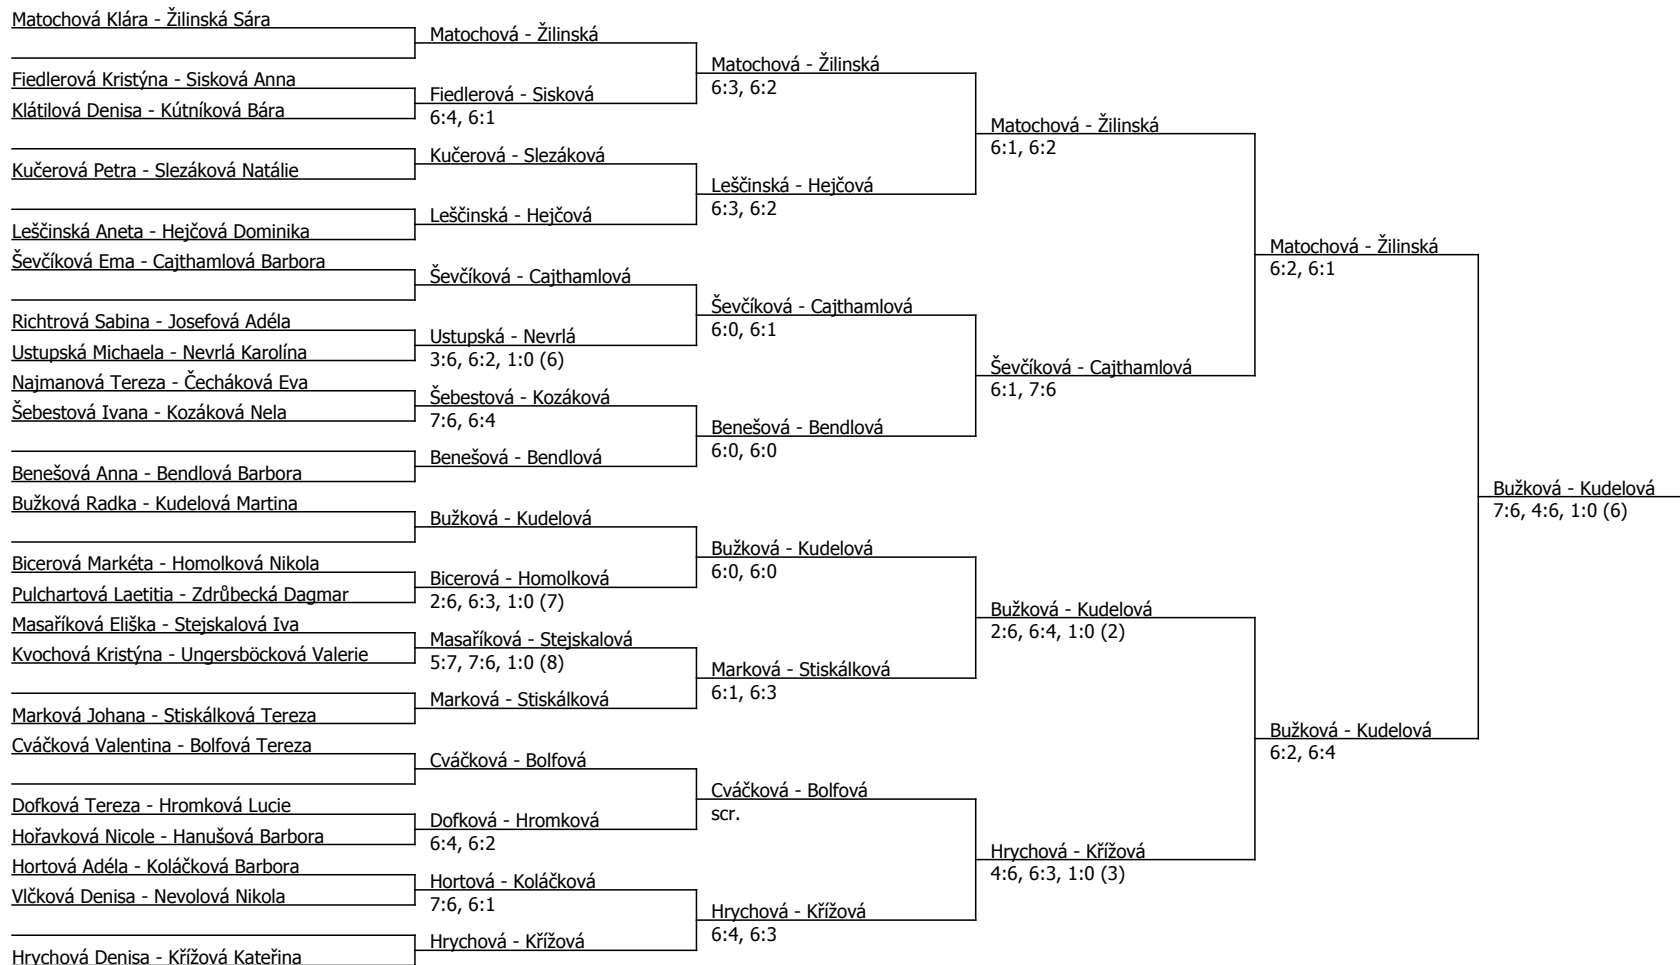 Matochová Klára - Žilinská Sára
Fiedlerová Kristýna - Sisková Anna
Klátilová Denisa - Kútníková Bára
Kučerová Petra - Slezáková Natálie
Leščinská Aneta - Hejčová Dominika
Ševčíková Ema - Cajthamlová Barbora
Richtrová Sabina - Josefová Adéla
Ustupská Michaela - Nevrlá Karolína
Najmanová Tereza - Čecháková Eva
Šebestová Ivana - Kozáková Nela
Benešová Anna - Bendlová Barbora
Bužková Radka - Kudelová Martina
Bicerová Markéta - Homolková Nikola
Pulchartová Laetitia - Zdrůbecká Dagmar
Masaříková Eliška - Stejskalová Iva
Kvochová Kristýna - Ungersböcková Valerie
Marková Johana - Stiskálková Tereza
Cváčková Valentina - Bolfová Tereza
Dofková Tereza - Hromková Lucie
Hořavková Nicole - Hanušová Barbora
Hortová Adéla - Koláčková Barbora
Vlčková Denisa - Nevolová Nikola
Hrychová Denisa - Křížová Kateřina
Matochová - Žilinská
Fiedlerová - Sisková
6:4, 6:1
Kučerová - Slezáková
Leščinská - Hejčová
Ševčíková - Cajthamlová
Ustupská - Nevrlá
3:6, 6:2, 1:0 (6)
Šebestová - Kozáková
7:6, 6:4
Benešová - Bendlová
Bužková - Kudelová
Bicerová - Homolková
2:6, 6:3, 1:0 (7)
Masaříková - Stejskalová
5:7, 7:6, 1:0 (8)
Marková - Stiskálková
Cváčková - Bolfová
Dofková - Hromková
6:4, 6:2
Hortová - Koláčková
7:6, 6:1
Hrychová - Křížová
Matochová - Žilinská
6:3, 6:2
Leščinská - Hejčová
6:3, 6:2
Ševčíková - Cajthamlová
6:0, 6:1
Benešová - Bendlová
6:0, 6:0
Bužková - Kudelová
6:0, 6:0
Marková - Stiskálková
6:1, 6:3
Cváčková - Bolfová
scr.
Hrychová - Křížová
6:4, 6:3
Matochová - Žilinská
6:1, 6:2
Ševčíková - Cajthamlová
6:1, 7:6
Bužková - Kudelová
2:6, 6:4, 1:0 (2)
Hrychová - Křížová
4:6, 6:3, 1:0 (3)
Matochová - Žilinská
6:2, 6:1
Bužková - Kudelová
6:2, 6:4
Bužková - Kudelová
7:6, 4:6, 1:0 (6)